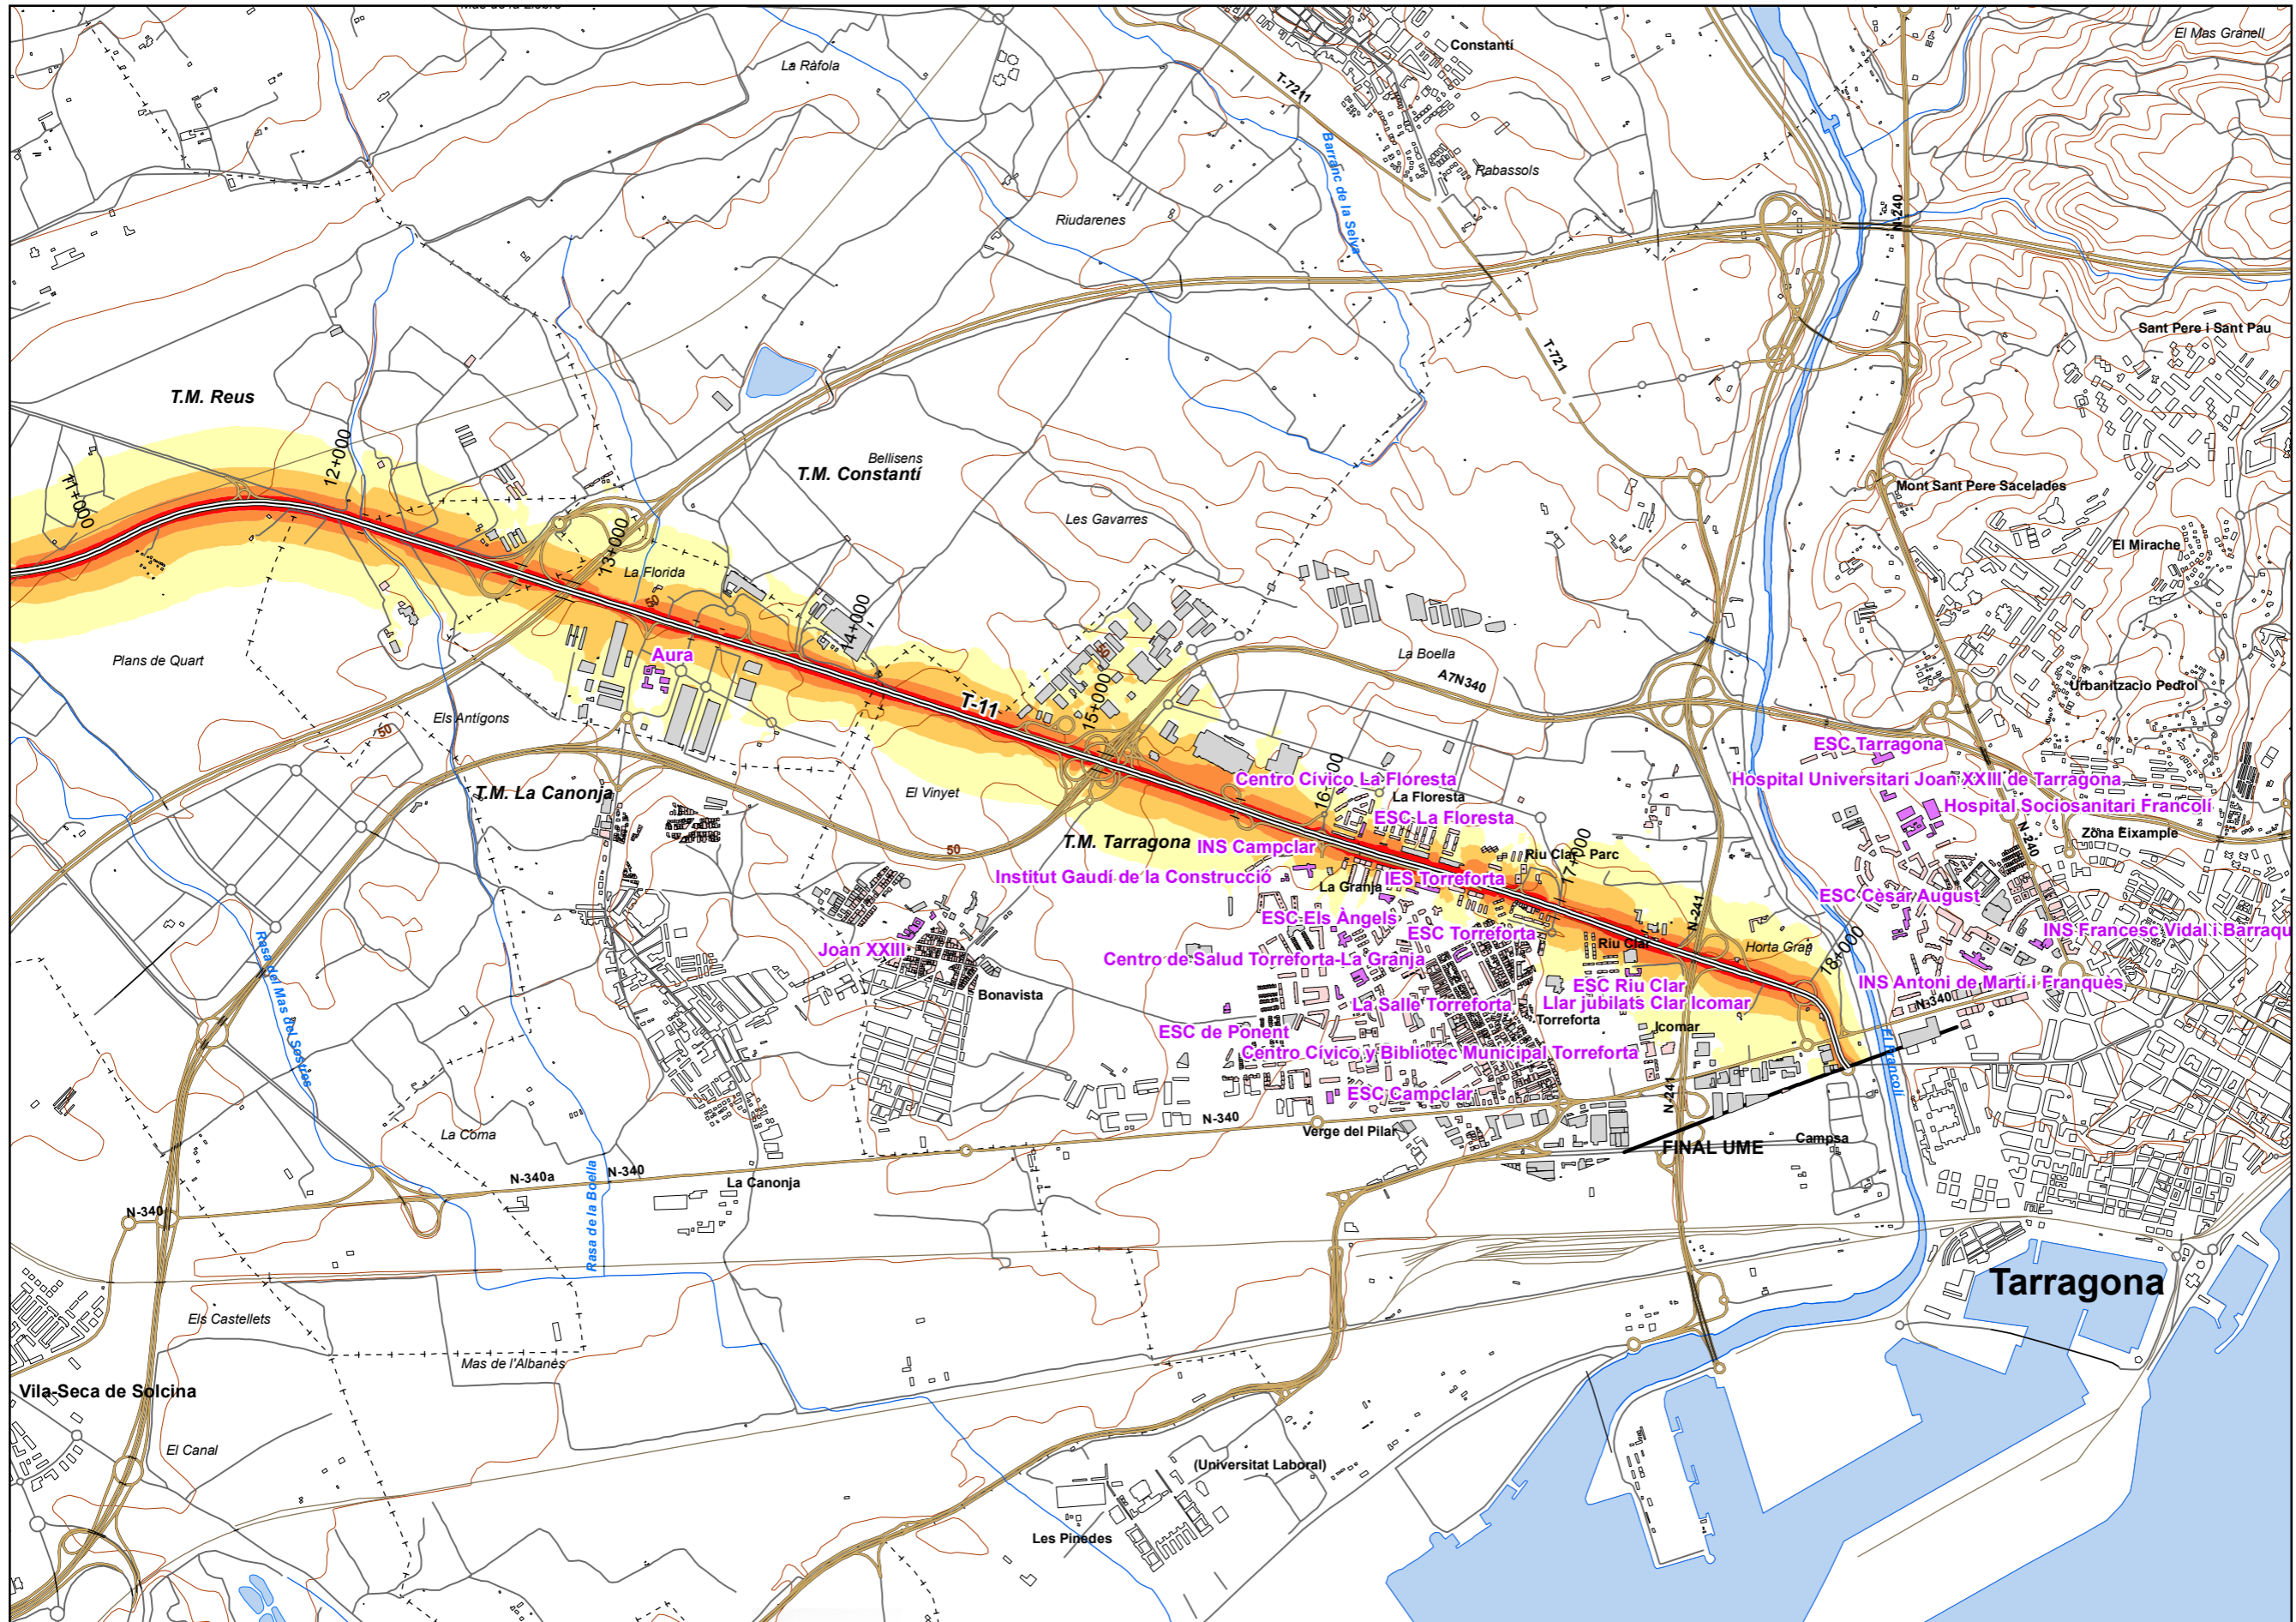 Constantí
El Mas Granell
La Ràfola
T-7211
Barranc de la Selva
Rabassols
Riudarenes
N-240
Sant Pere i Sant Pau
T-721
T.M. Reus
12+000
11+000
Bellisens
T.M. Constantí
Les Gavarres
Mont Sant Pere Sacelades
El Mirache
13+000
La Florida
50
14+000
Plans de Quart
Aura
La Boella
A7N340
Urbanitzacio Pedrol
T-11
15+000
Els Antigons
50
ESC Tarragona
Hospital Universitari Joan XXIII de Tarragona
Centro Cívico La Floresta
La Floresta
T.M. La Canonja
El Vinyet
Hospital Sociosanitari Francolí
ESC La Floresta
N-240
Zona Eixample
T.M. Tarragona
50
INS Campclar
Riu Clar - Parc
17+000
Institut Gaudí de la Construcció
IES Torreforta
La Granja
ESC Cèsar August
N-241
ESC Els Àngels
ESC Torreforta
INS Francesc Vidal i Barraqu
Riu Clar
Horta Gran
18+000
Joan XXIII
Centro de Salud Torreforta-La Granja
Rasa del Mas del Sostres
Bonavista
ESC Riu Clar
INS Antoni de Martí i Franquès
La Salle Torreforta
Llar jubilats Clar Icomar
N-340
Torreforta
Icomar
ESC de Ponent
Centro Cívico y Bibliotec Municipal Torreforta
El Francolí
ESC Campclar
N-241
N-340
Verge del Pilar
La Coma
Campsa
FINAL UME
N-340a
N-340
La Canonja
N-340
Rasa de la Boella
Tarragona
Els Castellets
Mas de l'Albanès
Vila-Seca de Solcina
El Canal
(Universitat Laboral)
Les Pinedes